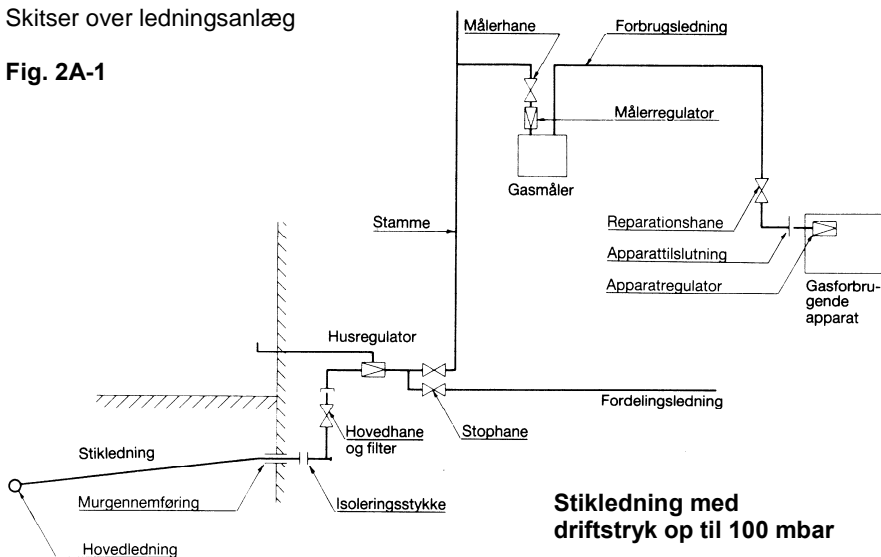 Skitser over ledningsanlæg
Fig. 2A-1
Målerhane
Forbrugsledning
Målerregulator
Gasmåler
Stamme
Reparationshane
Apparattilslutning
Apparatregulator
Gasforbru-
gende
apparat
Husregulator
Fordelingsledning
Hovedhane
og filter
Stophane
Stikledning
Murgennemføring
Isoleringsstykke
Hovedledning
Stikledning med
driftstryk op til 100 mbar